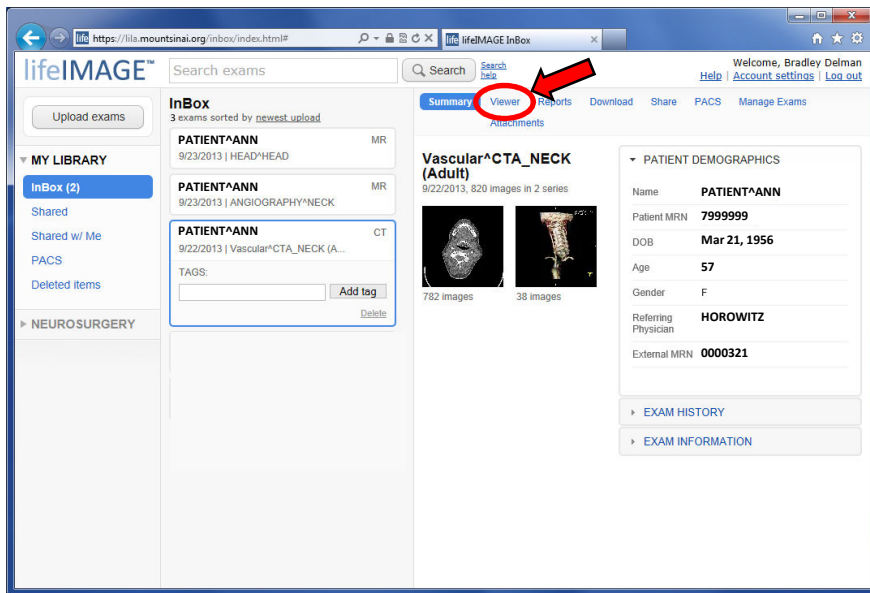 life https://lila.mountsinai.org/inbox/index.html#
life lifeIMAGE InBox
lifeIMAGE™
Search exams
Search
Search help
Welcome, Bradley Delman
Help | Account settings | Log out
Upload exams
MY LIBRARY
InBox (2)
Shared
Shared w/ Me
PACS
Deleted items
NEUROSURGERY
InBox
3 exams sorted by newest upload
PATIENT^ANN MR
9/23/2013 | HEAD^HEAD
PATIENT^ANN MR
9/23/2013 | ANGIOGRAPHY^NECK
PATIENT^ANN CT
9/22/2013 | Vascular^CTA_NECK (A...
TAGS:
Add tag
Delete
Summary Viewer Reports Download Share PACS Manage Exams
Attachments
Vascular^CTA_NECK
(Adult)
9/22/2013, 820 images in 2 series
782 images 38 images
PATIENT DEMOGRAPHICS
Name PATIENT^ANN
Patient MRN 7999999
DOB Mar 21, 1956
Age 57
Gender F
Referring Physician HOROWITZ
External MRN 0000321
EXAM HISTORY
EXAM INFORMATION